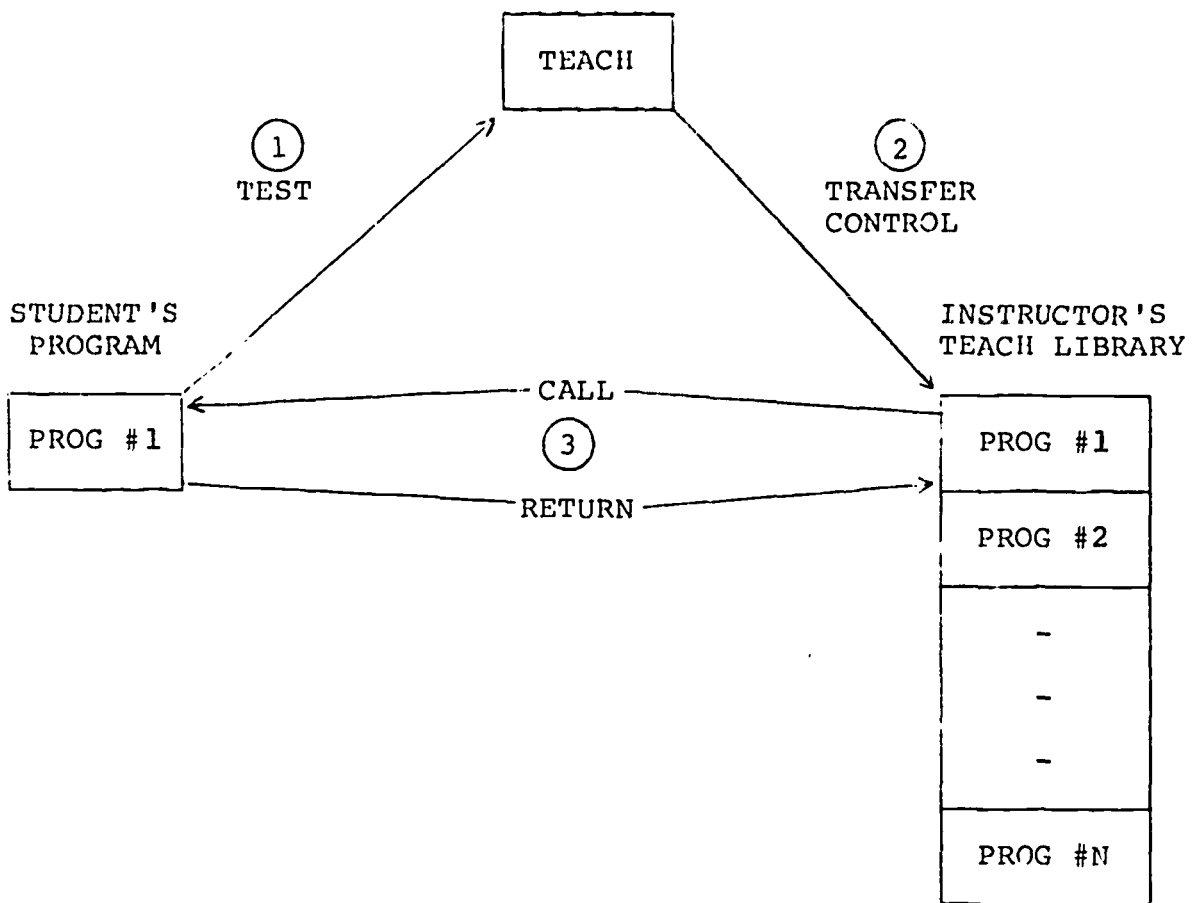 TEACH
1
TEST
2
TRANSFER
CONTROL
STUDENT'S
PROGRAM
INSTRUCTOR'S
TEACH LIBRARY
PROG #1
CALL
3
RETURN
PROG #1
PROG #2
-
-
-
PROG #N